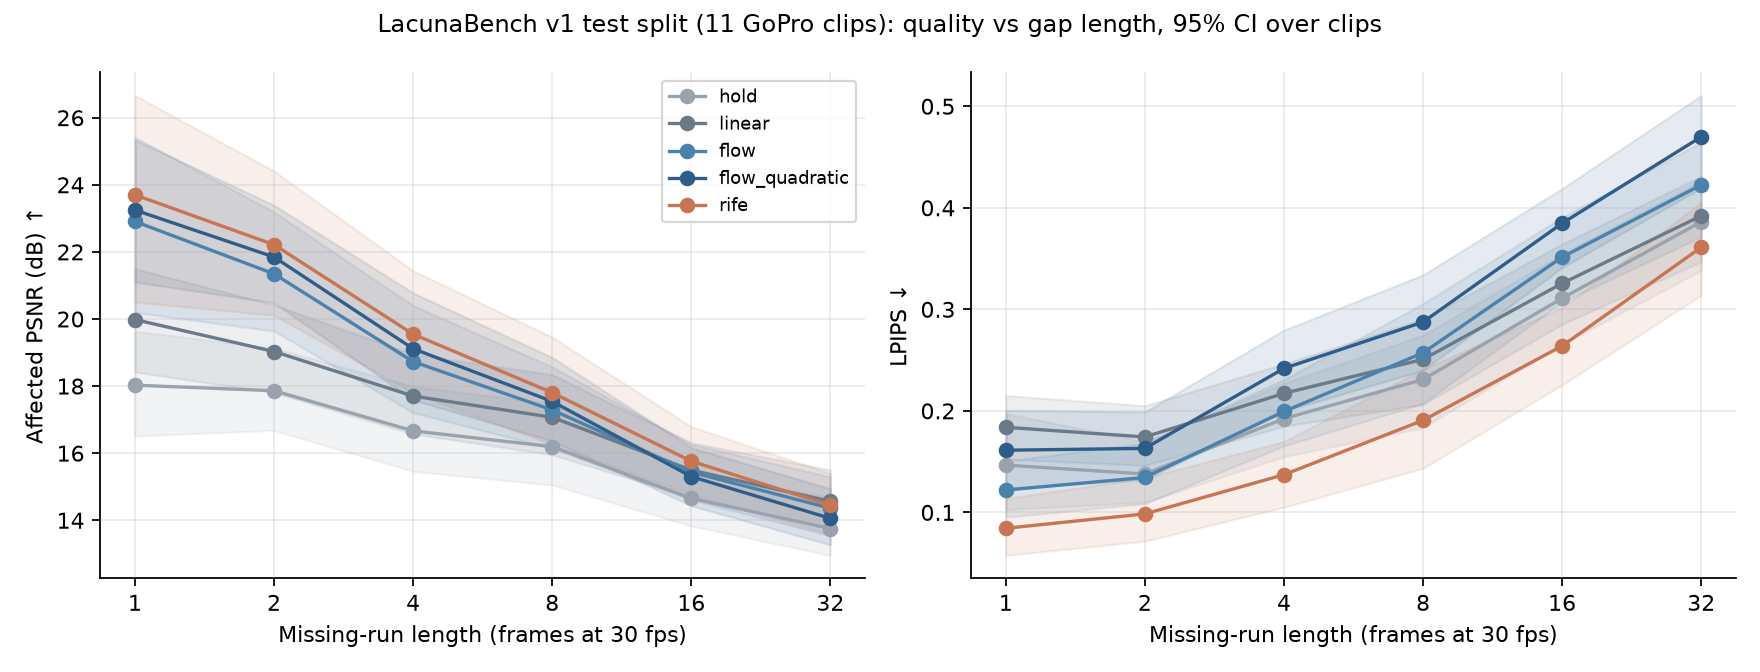 LacunaBench v1 test split (11 GoPro clips): quality vs gap length, 95% CI over clips
Affected PSNR (dB) ↑
26
24
22
20
18
16
14
hold
linear
flow
flow_quadratic
rife
1 2 4 8 16 32
Missing-run length (frames at 30 fps)
LPIPS ↓
0.5
0.4
0.3
0.2
0.1
1 2 4 8 16 32
Missing-run length (frames at 30 fps)